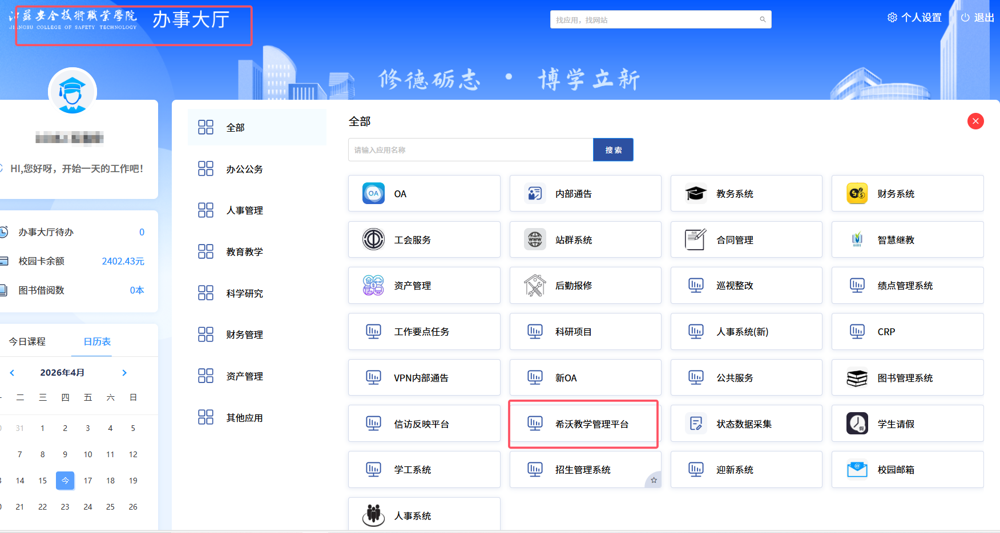 江苏安全技術職業學院
JIANGSU COLLEGE OF SAFETY TECHNOLOGY
办事大厅
找应用，找网站
个人设置
退出
修德砺志 · 博学立新
HI,您好呀，开始一天的工作吧！
办事大厅待办 0
校园卡余额 2402.43元
图书借阅数 0本
今日课程 日历表
2026年4月
二 三 四 五 六 日
31 1 2 3 4 5
7 8 9 10 11 12
14 15 今 17 18 19
21 22 23 24 25 26
全部
办公公务
人事管理
教育教学
科学研究
财务管理
资产管理
其他应用
全部
请输入应用名称
搜索
OA 内部通告 教务系统 财务系统
工会服务 站群系统 合同管理 智慧继教
资产管理 后勤报修 巡视整改 绩点管理系统
工作要点任务 科研项目 人事系统(新) CRP
VPN内部通告 新OA 公共服务 图书管理系统
信访反映平台 希沃教学管理平台 状态数据采集 学生请假
学工系统 招生管理系统 迎新系统 校园邮箱
人事系统